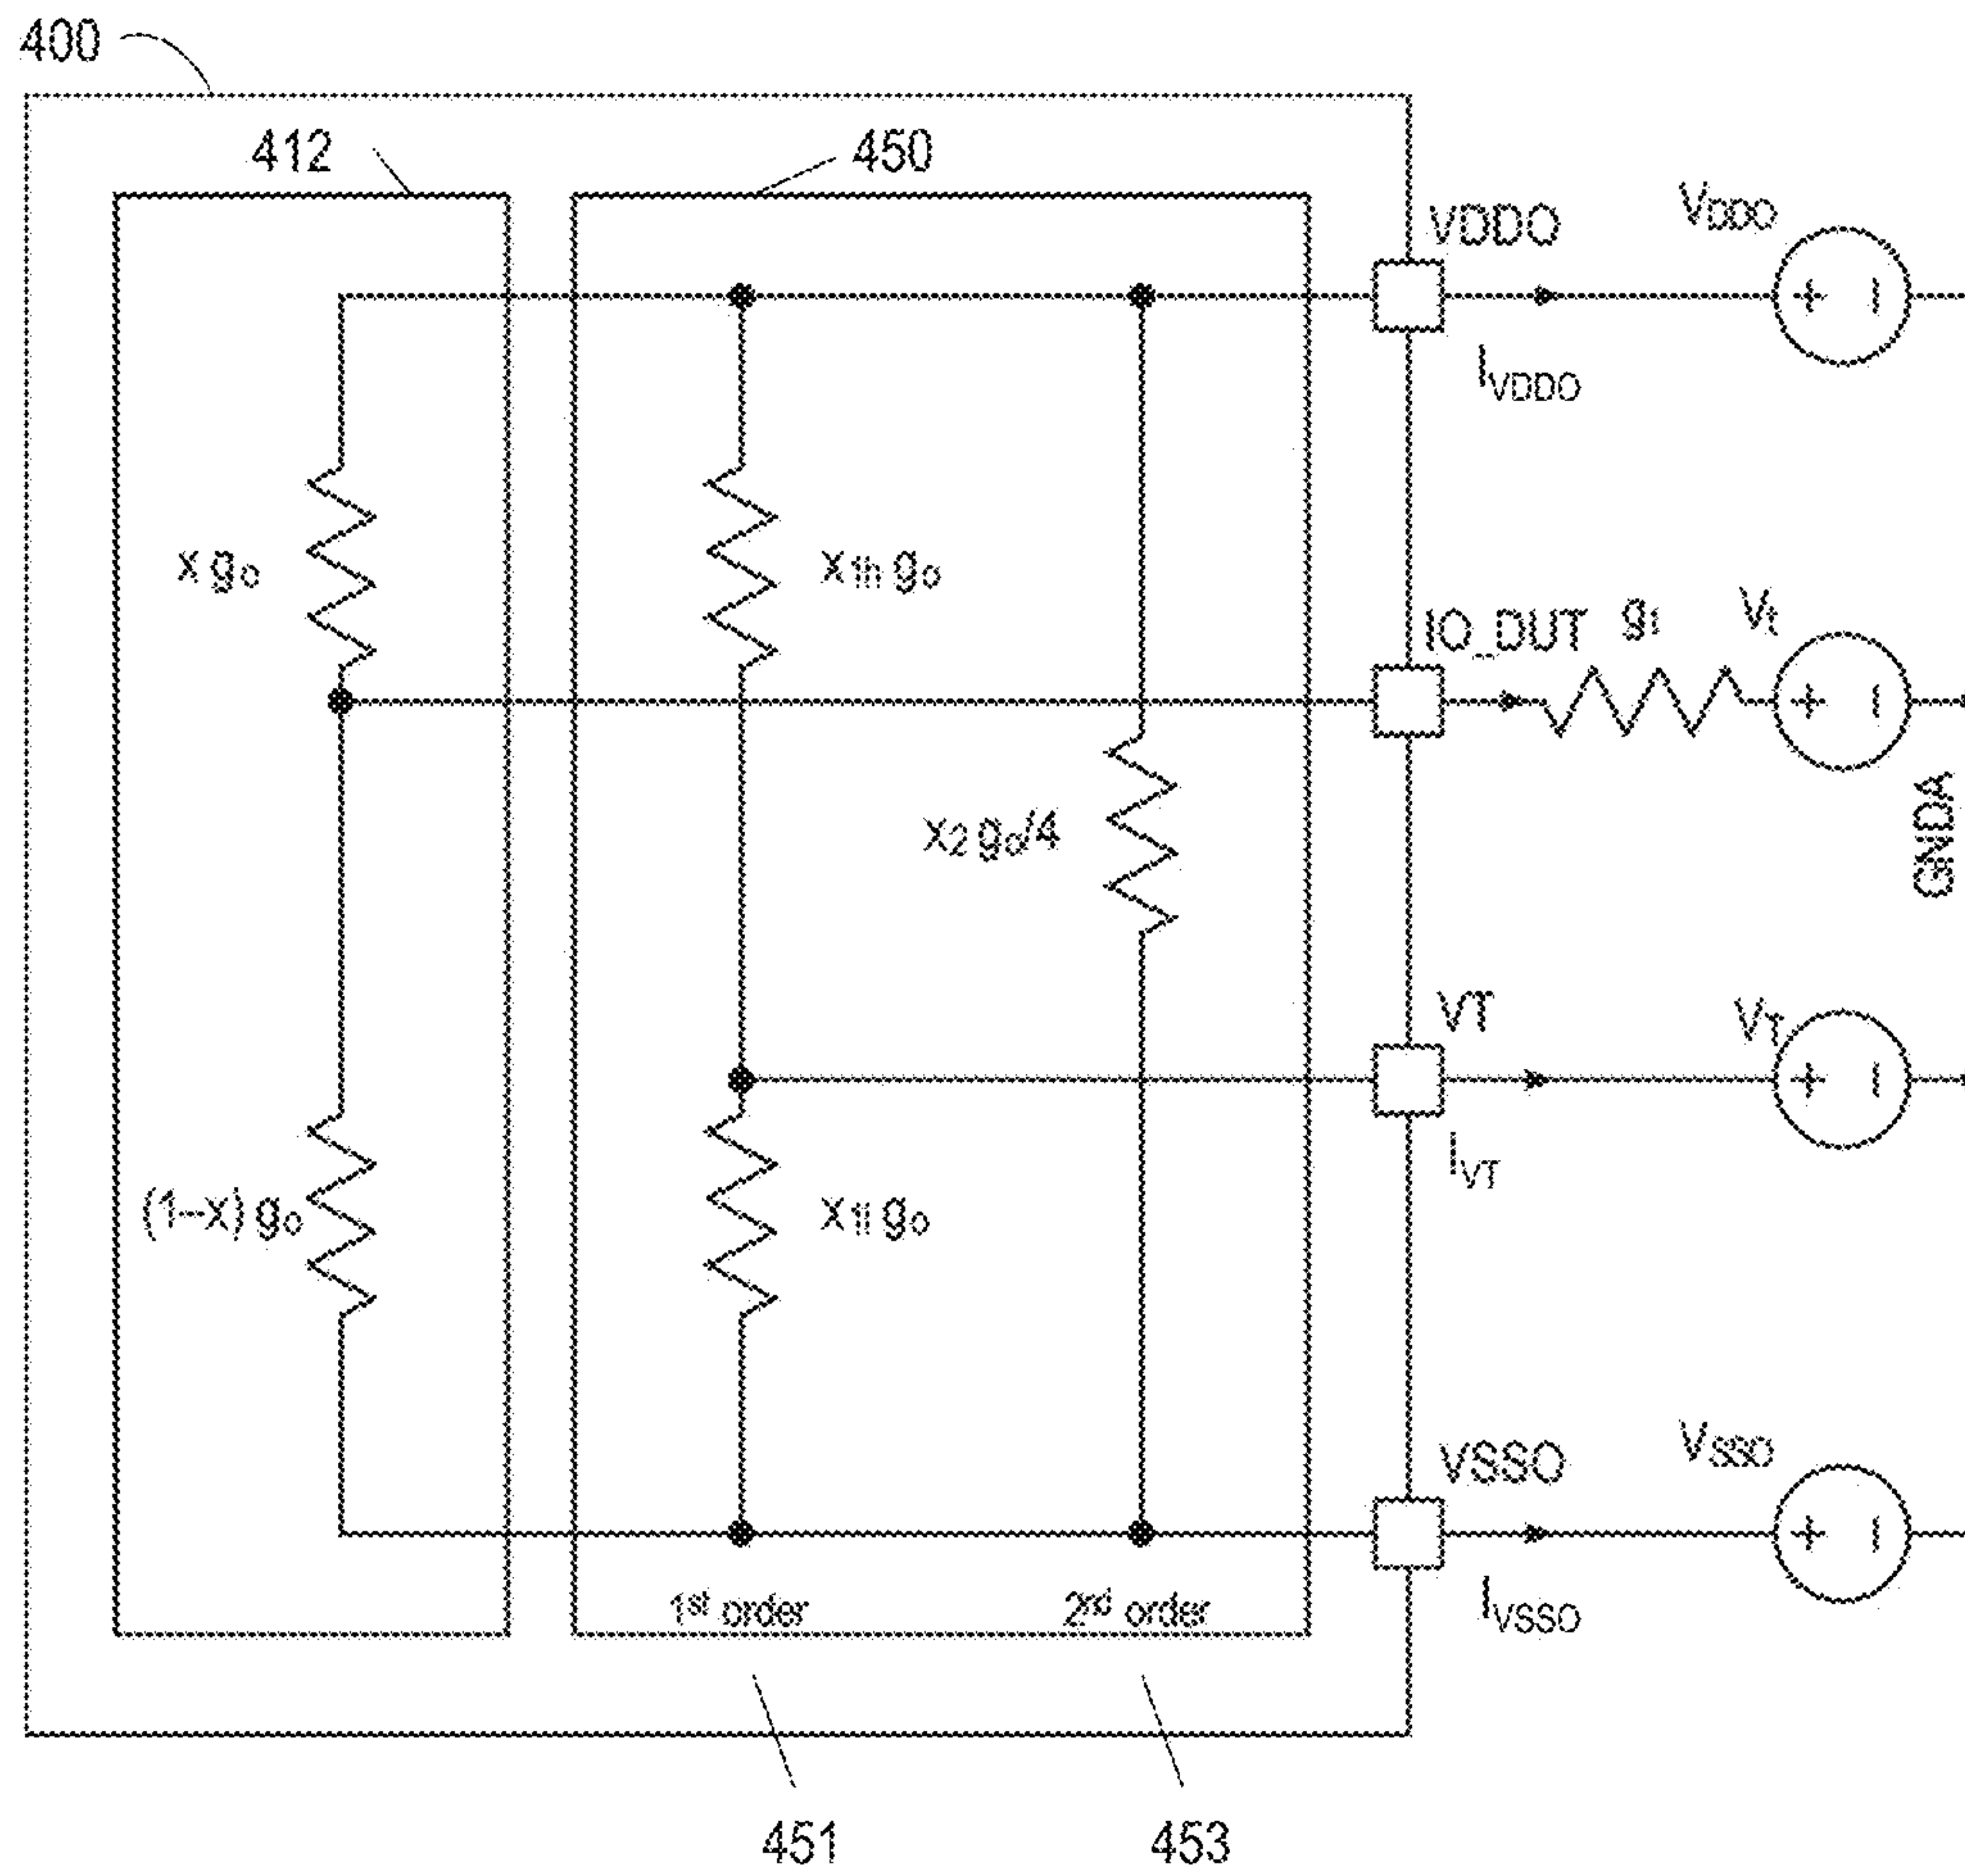 400
412
450
VDDO
VDDO
IVDDO
x go
x1h go
IO_DUT
gt
Vt
GNDA
x2 go/4
VT
VT
IVT
(1-x) go
x1l go
VSSO
VSSO
IVSSO
1st order
2nd order
451
453
+ -
+ -
+ -
+ -